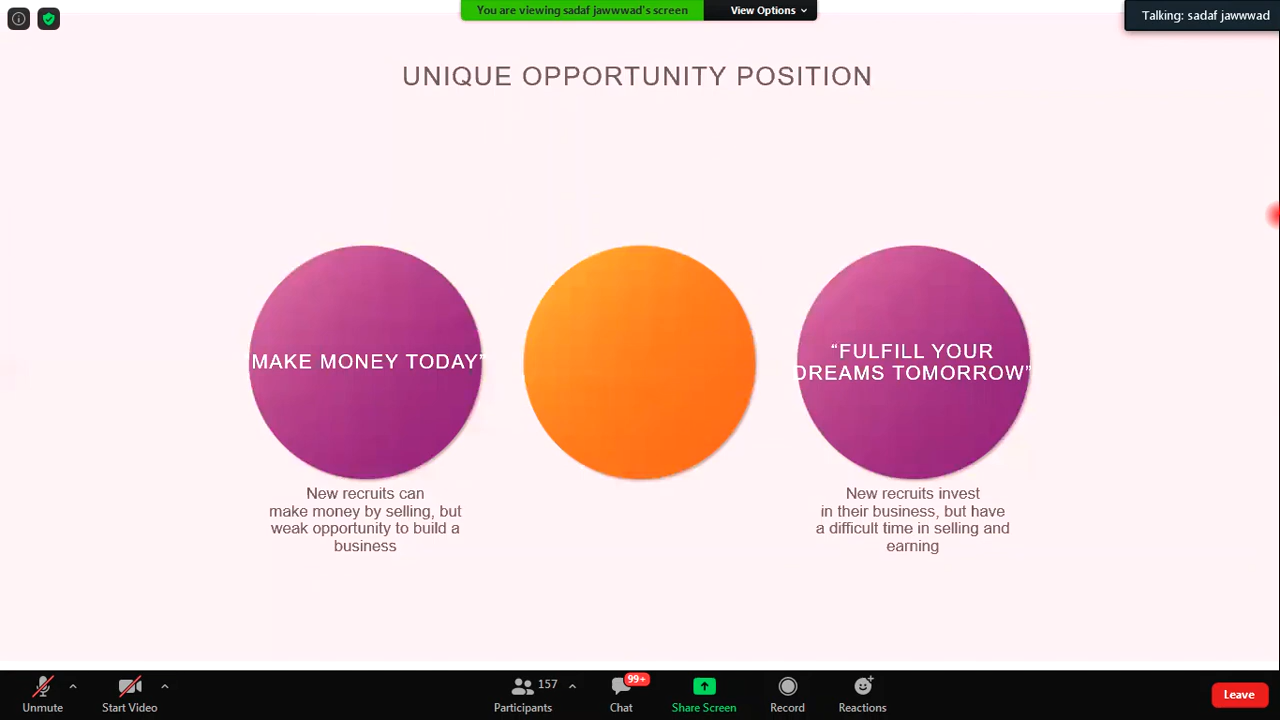 You are viewing sadaf jawwwad's screen
View Options
Talking: sadaf jawwwad
UNIQUE OPPORTUNITY POSITION
MAKE MONEY TODAY”
“FULFILL YOUR
DREAMS TOMORROW”
New recruits can
make money by selling, but
weak opportunity to build a
business
New recruits invest
in their business, but have
a difficult time in selling and
earning
Unmute
Start Video
157
Participants
99+
Chat
Share Screen
Record
Reactions
Leave